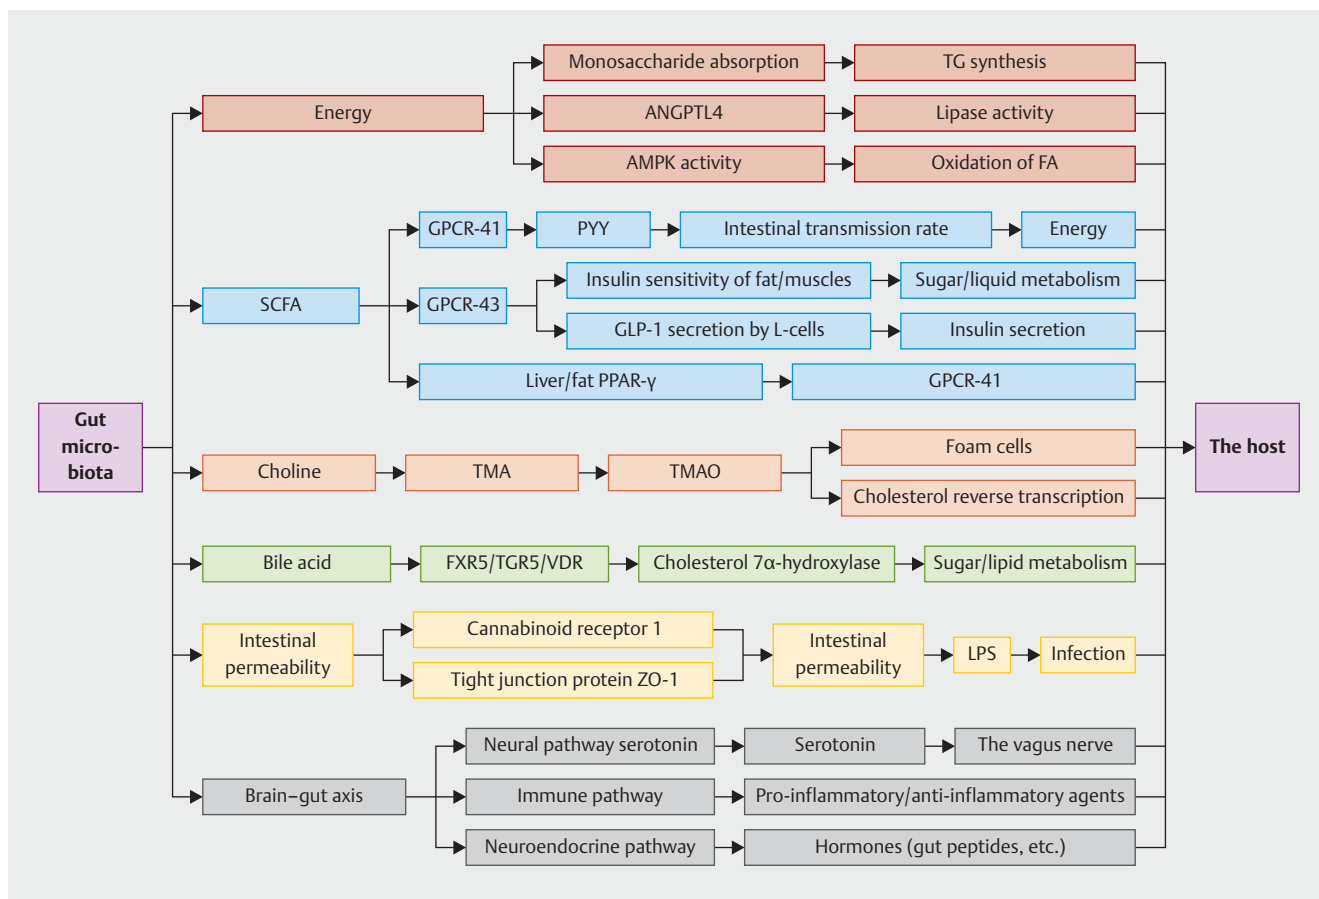 Monosaccharide absorption
TG synthesis
Energy
ANGPTL4
Lipase activity
AMPK activity
Oxidation of FA
GPCR-41
PYY
Intestinal transmission rate
Energy
Insulin sensitivity of fat/muscles
Sugar/liquid metabolism
SCFA
GPCR-43
GLP-1 secretion by L-cells
Insulin secretion
Liver/fat PPAR-γ
GPCR-41
Gut
micro-
biota
The host
Choline
TMA
TMAO
Foam cells
Cholesterol reverse transcription
Bile acid
FXR5/TGR5/VDR
Cholesterol 7α-hydroxylase
Sugar/lipid metabolism
Intestinal
permeability
Cannabinoid receptor 1
Tight junction protein ZO-1
Intestinal
permeability
LPS
Infection
Neural pathway serotonin
Serotonin
The vagus nerve
Brain–gut axis
Immune pathway
Pro-inflammatory/anti-inflammatory agents
Neuroendocrine pathway
Hormones (gut peptides, etc.)